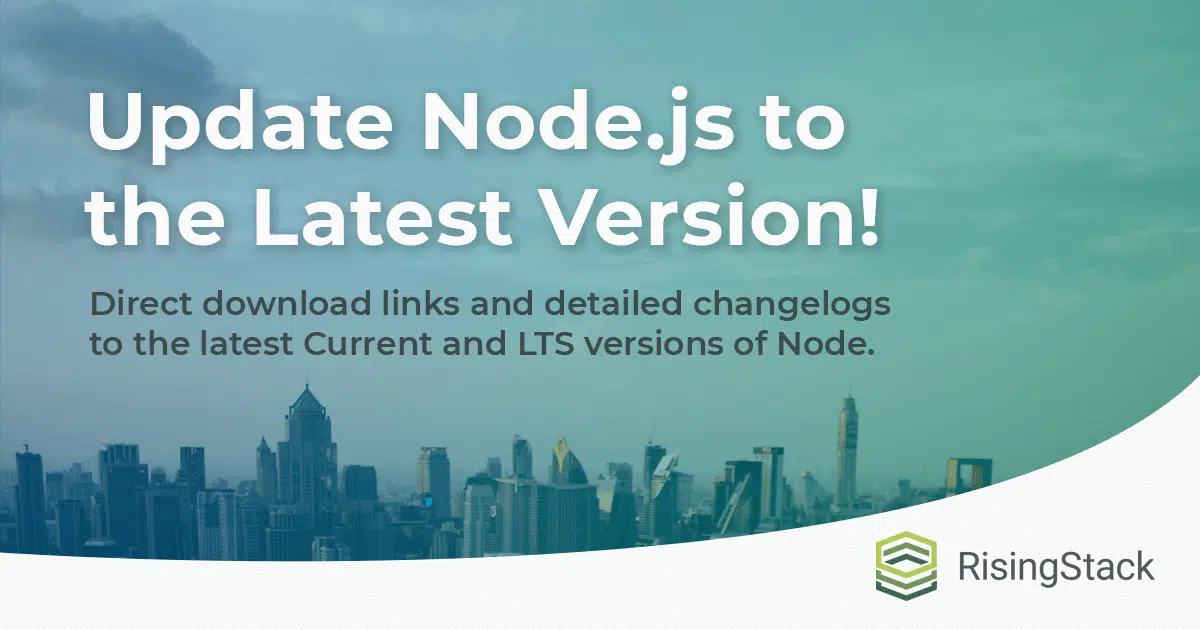 Update Node.js to
the Latest Version!
Direct download links and detailed changelogs
to the latest Current and LTS versions of Node.
RisingStack